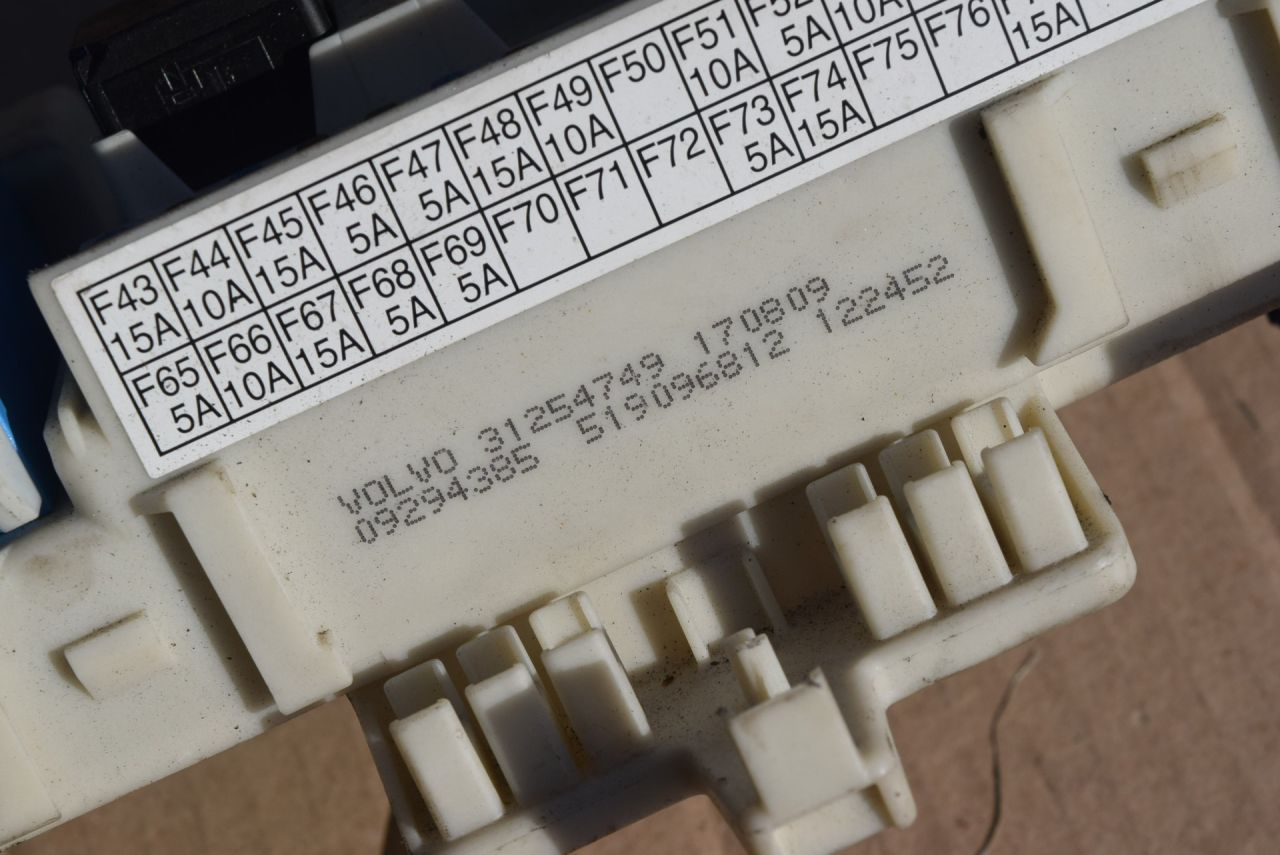 F43 F44 F45 F46 F47 F48 F49 F50 F51 F52
15A 10A 15A 5A 5A 15A 10A 10A 5A 10A
F65 F66 F67 F68 F69 F70 F71 F72 F73 F74 F75 F76
5A 10A 15A 5A 5A 5A 15A 15A
VOLVO 31254749 170809
09294385 519096812 122452